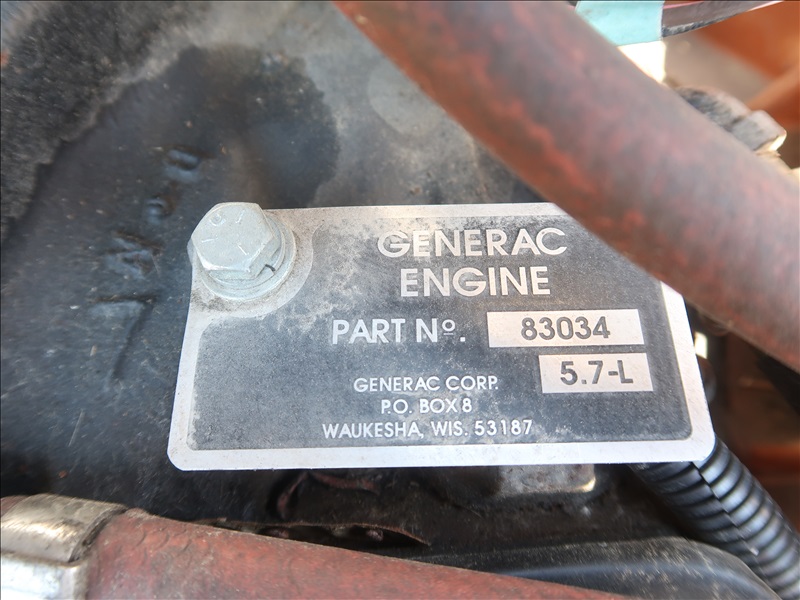 GENERAC
ENGINE
PART Nº. 83034
5.7-L
GENERAC CORP.
P.O. BOX 8
WAUKESHA, WIS. 53187